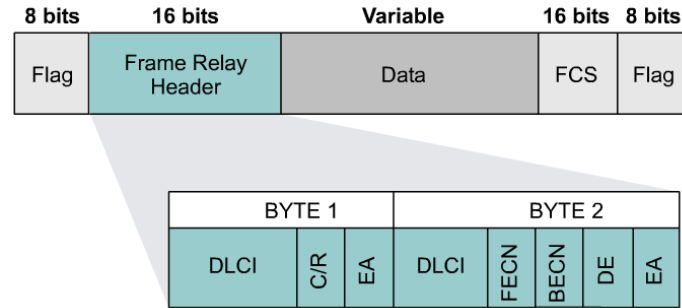 8 bits 16 bits Variable 16 bits 8 bits
Flag Frame Relay Header Data FCS Flag
BYTE 1 BYTE 2
DLCI C/R EA DLCI FECN BECN DE EA